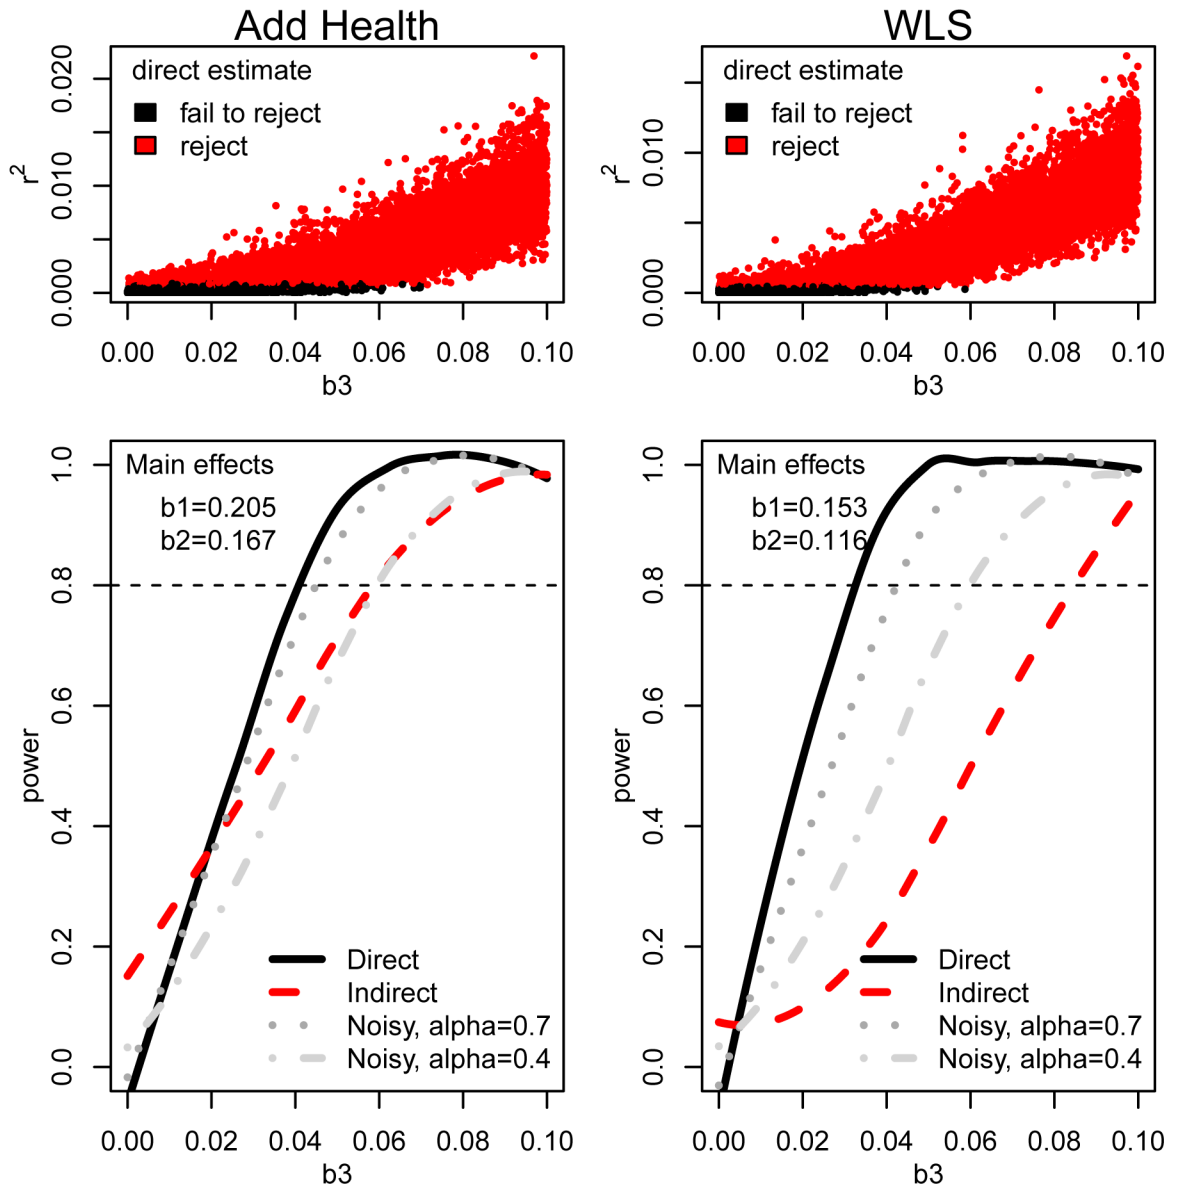 Add Health
direct estimate
fail to reject
reject
r2
0.000
0.010
0.020
0.00 0.02 0.04 0.06 0.08 0.10
b3
WLS
direct estimate
fail to reject
reject
r2
0.000
0.010
0.00 0.02 0.04 0.06 0.08 0.10
b3
Main effects
b1=0.205
b2=0.167
power
0.0
0.2
0.4
0.6
0.8
1.0
Direct
Indirect
Noisy, alpha=0.7
Noisy, alpha=0.4
0.00 0.02 0.04 0.06 0.08 0.10
b3
Main effects
b1=0.153
b2=0.116
power
0.0
0.2
0.4
0.6
0.8
1.0
Direct
Indirect
Noisy, alpha=0.7
Noisy, alpha=0.4
0.00 0.02 0.04 0.06 0.08 0.10
b3